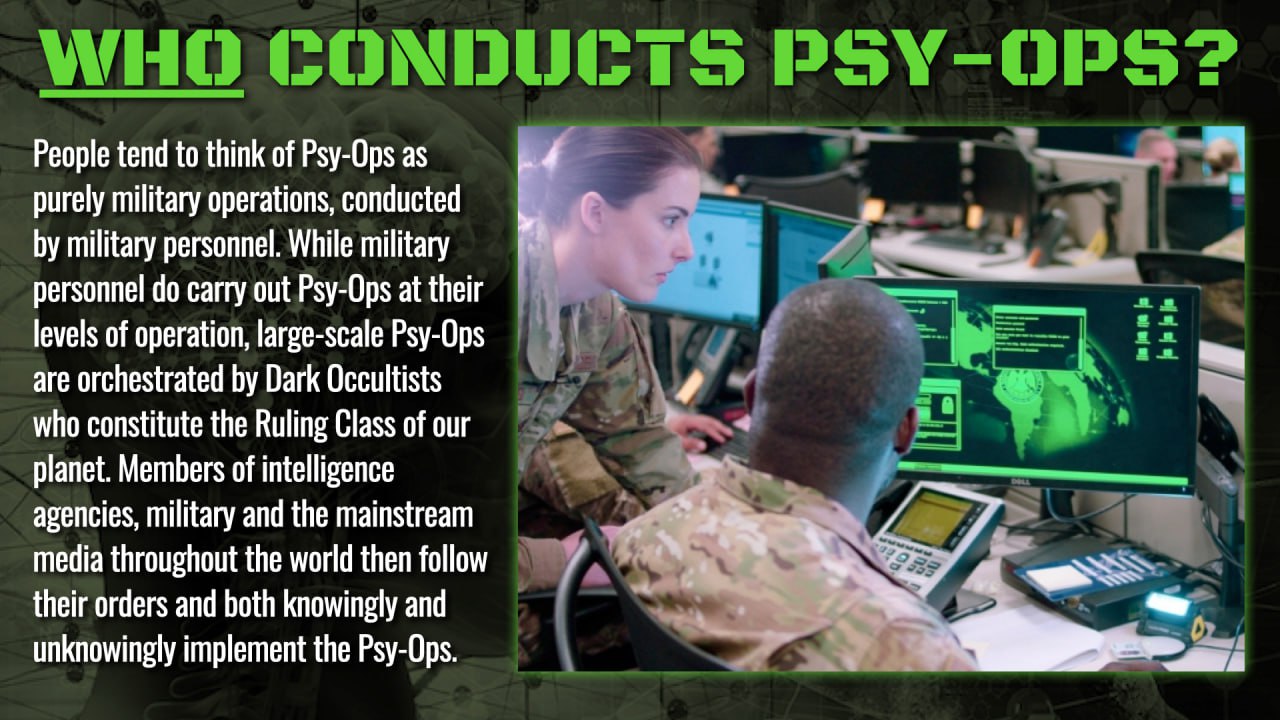 WHO CONDUCTS PSY-OPS?
People tend to think of Psy-Ops as
purely military operations, conducted
by military personnel. While military
personnel do carry out Psy-Ops at their
levels of operation, large-scale Psy-Ops
are orchestrated by Dark Occultists
who constitute the Ruling Class of our
planet. Members of intelligence
agencies, military and the mainstream
media throughout the world then follow
their orders and both knowingly and
unknowingly implement the Psy-Ops.
DELL